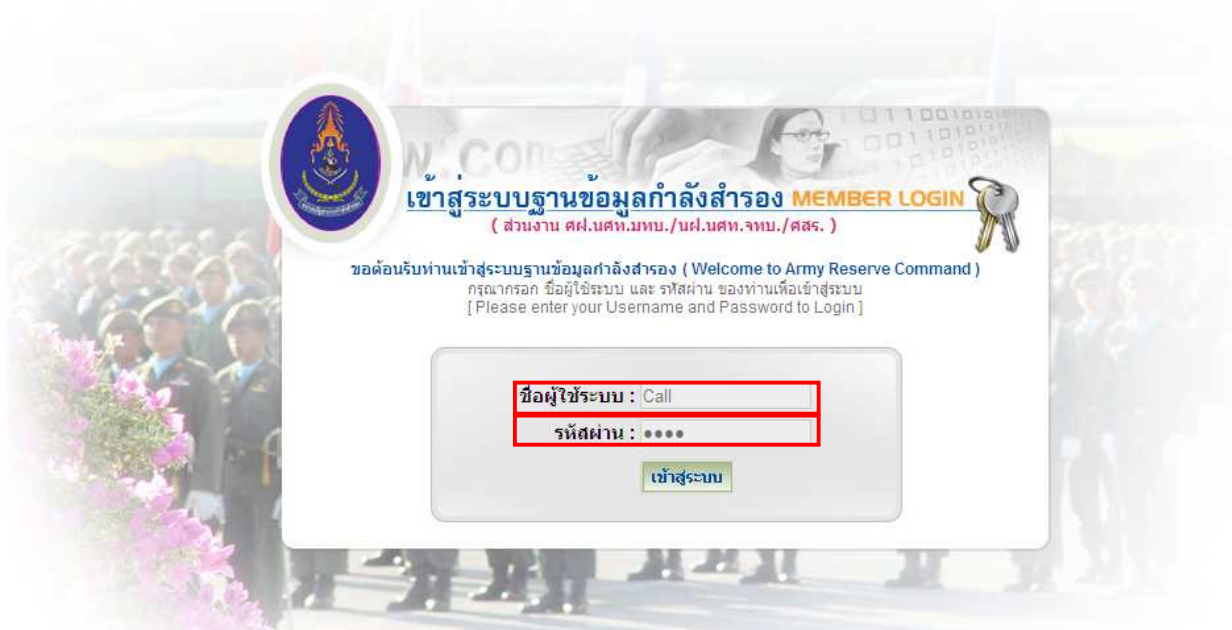 เข้าสู่ระบบฐานข้อมูลกำลังสำรอง MEMBER LOGIN
( ส่วนงาน ศฝ.นศท.มทบ./นฝ.นศท.จทบ./ศสร. )
ขอต้อนรับท่านเข้าสู่ระบบฐานข้อมูลกำลังสำรอง ( Welcome to Army Reserve Command )
กรุณากรอก ชื่อผู้ใช้ระบบ และ รหัสผ่าน ของท่านเพื่อเข้าสู่ระบบ
[ Please enter your Username and Password to Login ]
ชื่อผู้ใช้ระบบ : Call
รหัสผ่าน : ••••
เข้าสู่ระบบ